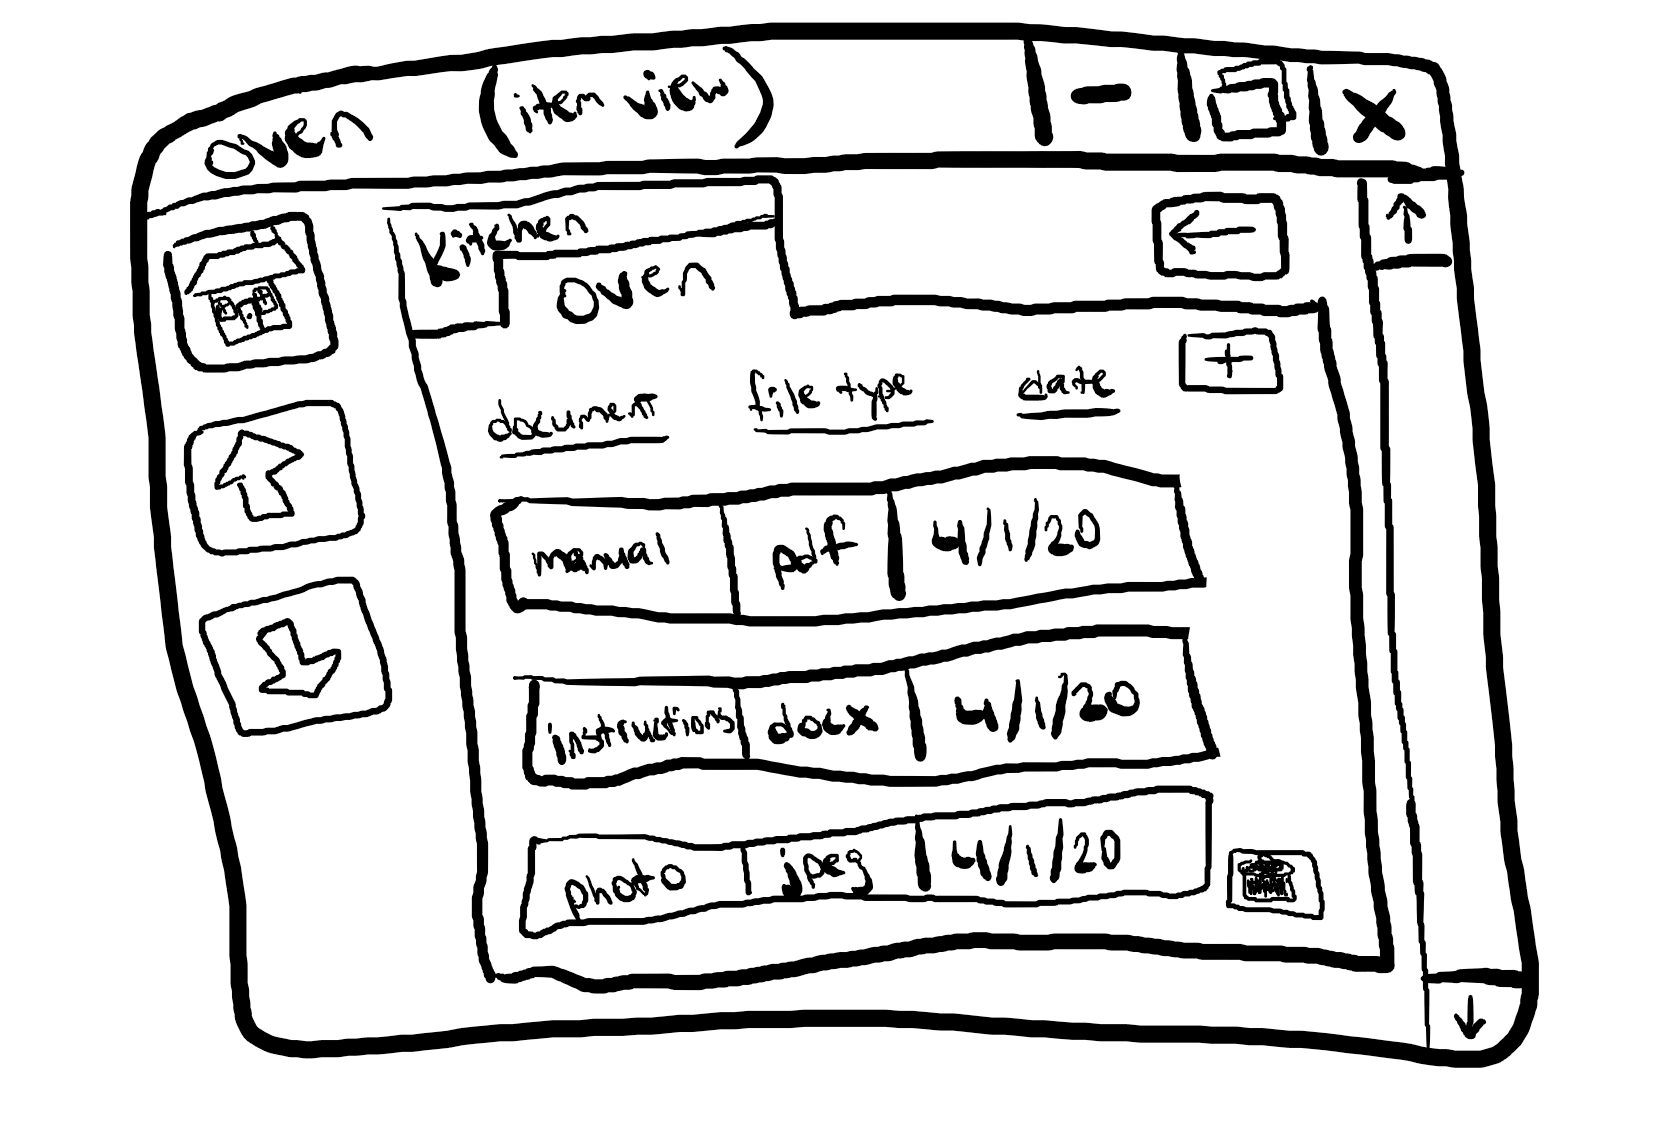 oven (item view)
Kitchen
oven
document file type date
manual pdf 4/1/20
instructions docx 4/1/20
photo jpeg 4/1/20